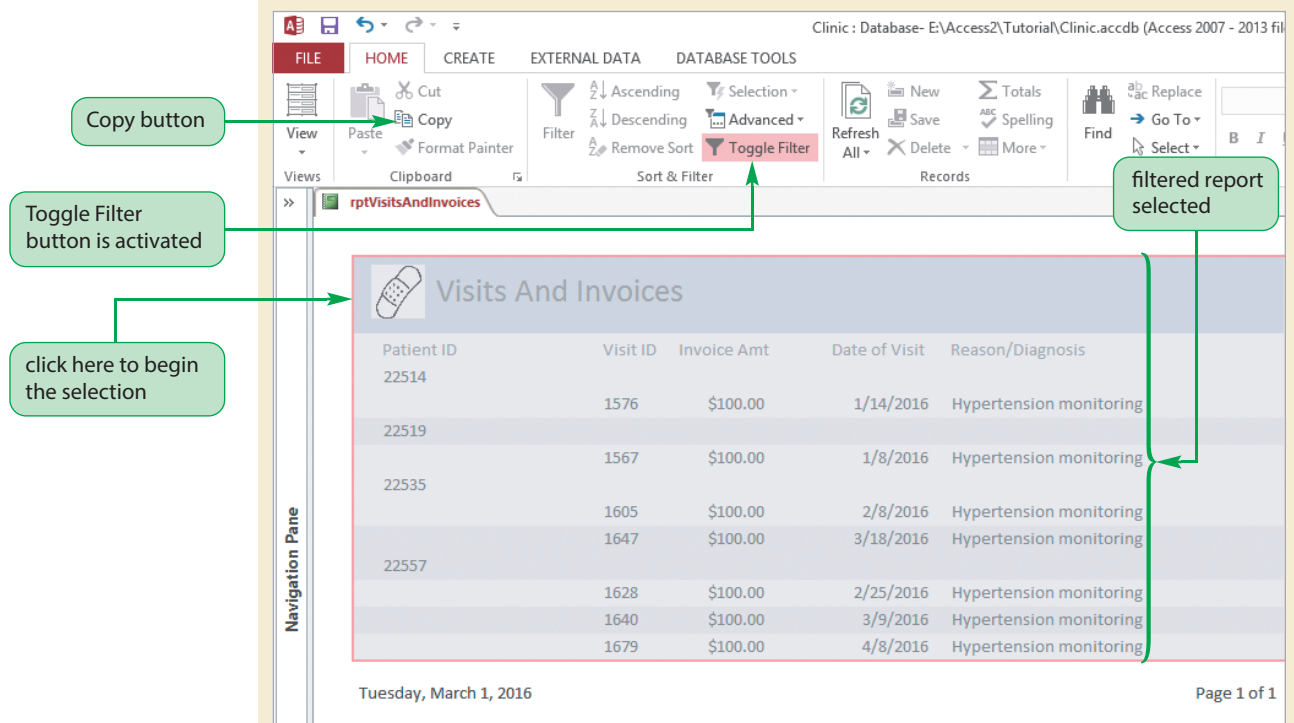 Clinic : Database- E:\Access2\Tutorial\Clinic.accdb (Access 2007 - 2013
FILE HOME CREATE EXTERNAL DATA DATABASE TOOLS
View
Views
Paste
Cut
Copy
Format Painter
Clipboard
Filter
Ascending
Descending
Remove Sort
Selection
Advanced
Toggle Filter
Sort & Filter
Refresh
All
New
Save
Delete
Totals
Spelling
More
Records
Find
Replace
Go To
Select
B I
Copy button
Toggle Filter
button is activated
click here to begin
the selection
filtered report
selected
rptVisitsAndInvoices
Navigation Pane
Visits And Invoices
Patient ID Visit ID Invoice Amt Date of Visit Reason/Diagnosis
22514
1576 $100.00 1/14/2016 Hypertension monitoring
22519
1567 $100.00 1/8/2016 Hypertension monitoring
22535
1605 $100.00 2/8/2016 Hypertension monitoring
1647 $100.00 3/18/2016 Hypertension monitoring
22557
1628 $100.00 2/25/2016 Hypertension monitoring
1640 $100.00 3/9/2016 Hypertension monitoring
1679 $100.00 4/8/2016 Hypertension monitoring
Tuesday, March 1, 2016 Page 1 of 1